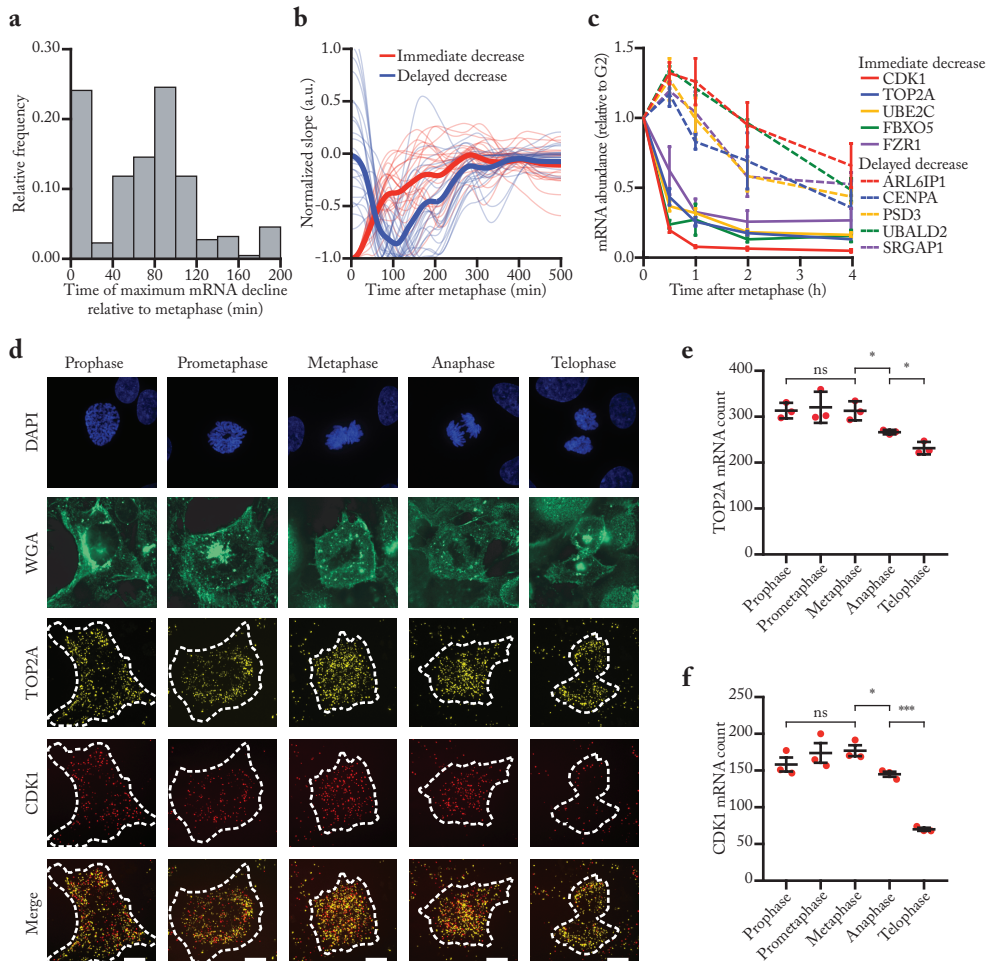 a
0.30
0.20
0.10
0.00
Relative frequency
0 40 80 120 160 200
Time of maximum mRNA decline
relative to metaphase (min)
b
1.0
0.5
0.0
-0.5
-1.0
Normalized slope (a.u.)
Immediate decrease
Delayed decrease
0 100 200 300 400 500
Time after metaphase (min)
c
1.5
1.0
0.5
0.0
mRNA abundance (relative to G2)
0 1 2 3 4
Time after metaphase (h)
Immediate decrease
CDK1
TOP2A
UBE2C
FBXO5
FZR1
Delayed decrease
ARL6IP1
CENPA
PSD3
UBALD2
SRGAP1
d
Prophase Prometaphase Metaphase Anaphase Telophase
DAPI
WGA
TOP2A
CDK1
Merge
e
400
300
200
100
0
TOP2A mRNA count
ns
*
*
Prophase
Prometaphase
Metaphase
Anaphase
Telophase
f
250
200
150
100
50
0
CDK1 mRNA count
ns
*
***
Prophase
Prometaphase
Metaphase
Anaphase
Telophase